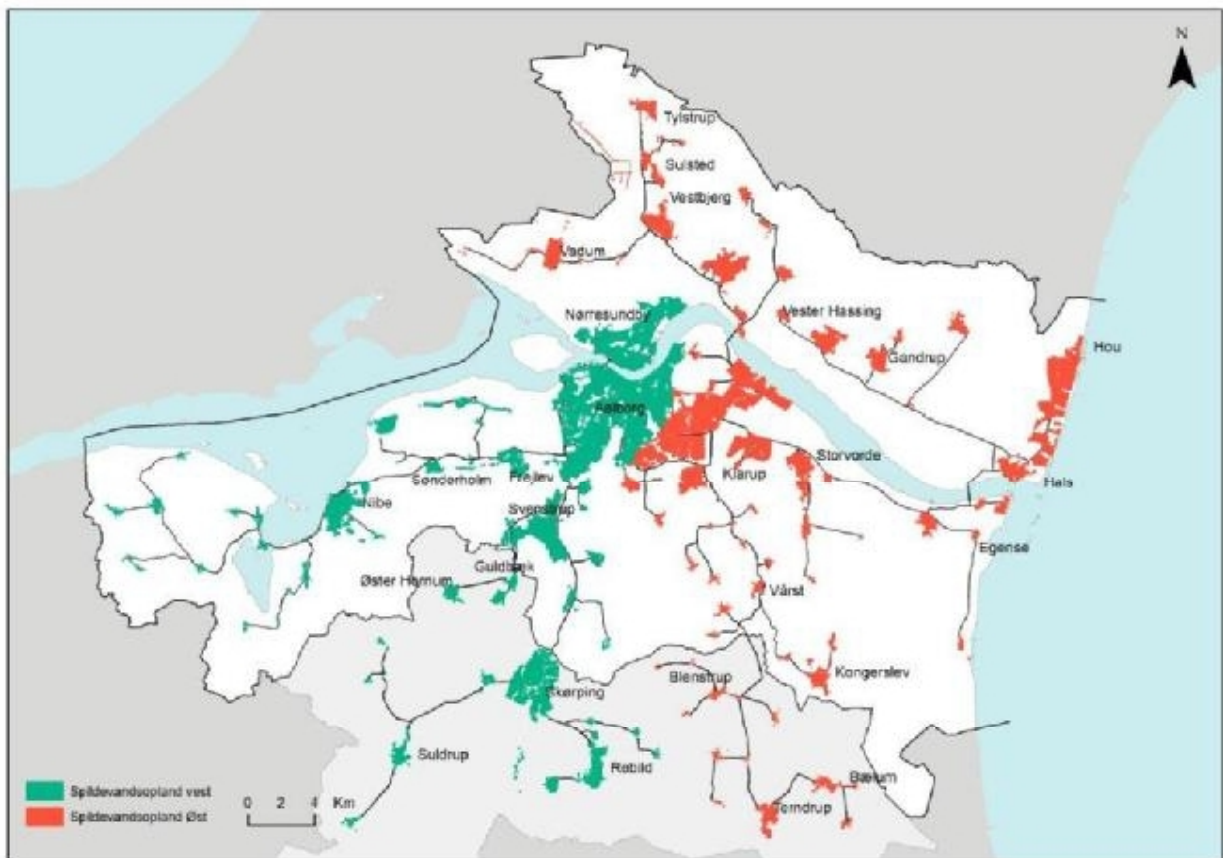 N
Tylstrup
Sulsted
Vestbjerg
Vadum
Nørresundby
Vester Hassing
Gandrup
Hou
Aalborg
Klarup
Storvorde
Hals
Sønderholm
Frejlev
Nibe
Svenstrup
Egense
Guldbæk
Øster Hornum
Vårst
Kongerslev
Blenstrup
Skørping
Suldrup
Rebild
Bælum
Terndrup
Spildevandsopland vest
Spildevandsopland Øst
0 2 4 Km